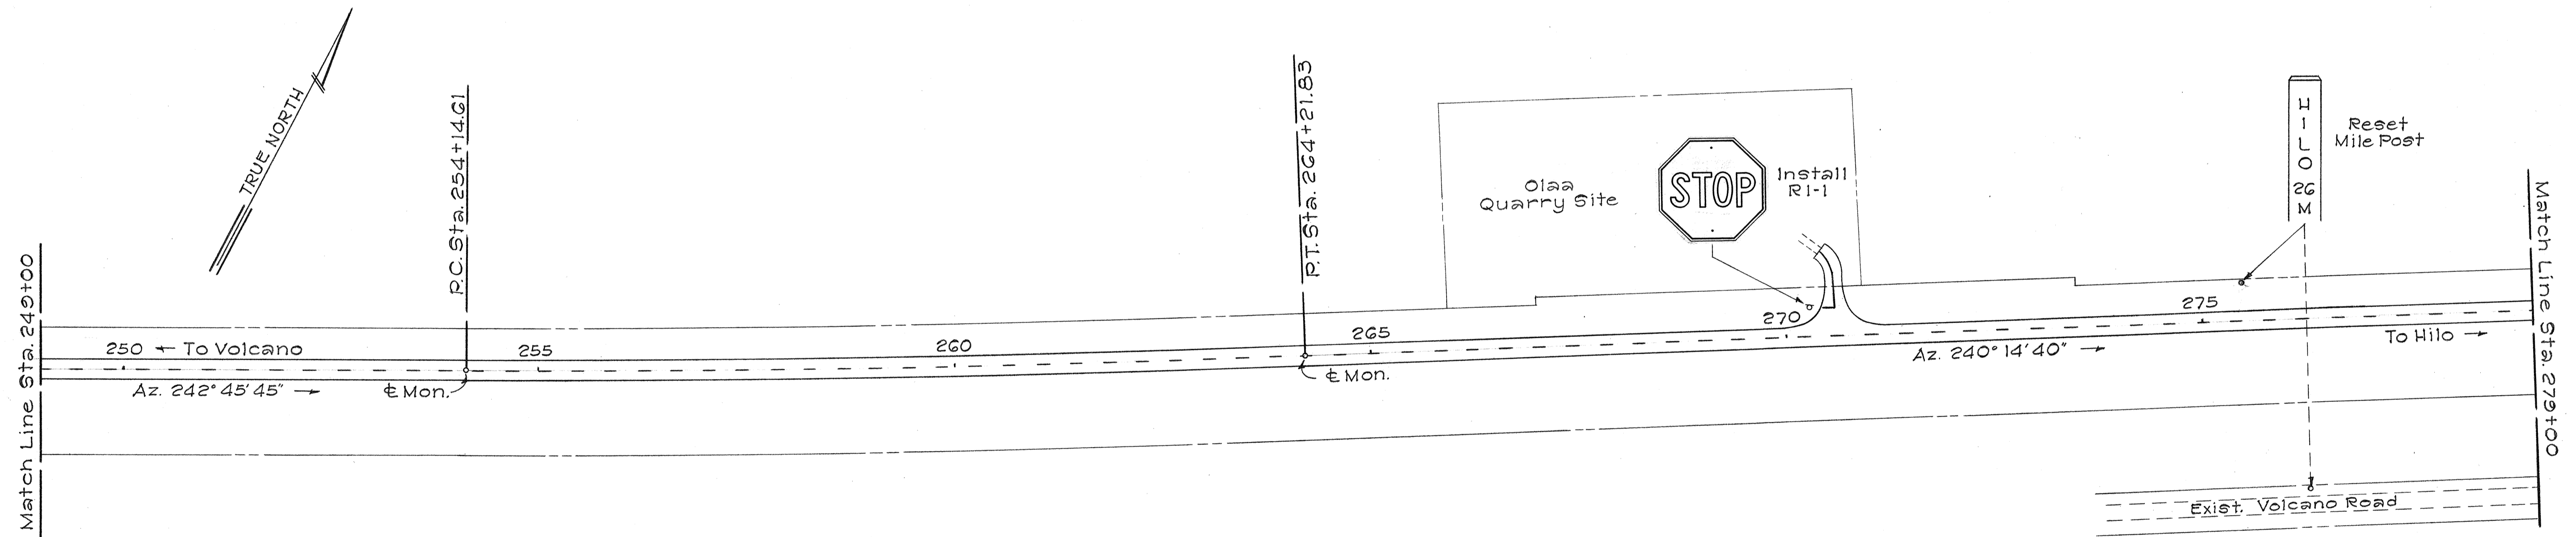 TRUE NORTH
P.C. Sta. 254+14.61
P.T. Sta. 264+21.83
Olaa
Quarry Site
STOP
Install
R1-1
HILO
26
M
Reset
Mile Post
Match Line Sta. 249+00
Match Line Sta. 279+00
250 ← To Volcano
255
260
265
270
275
Az. 242° 45' 45" →
℄ Mon.
℄ Mon.
Az. 240° 14' 40" →
To Hilo →
Exist. Volcano Road